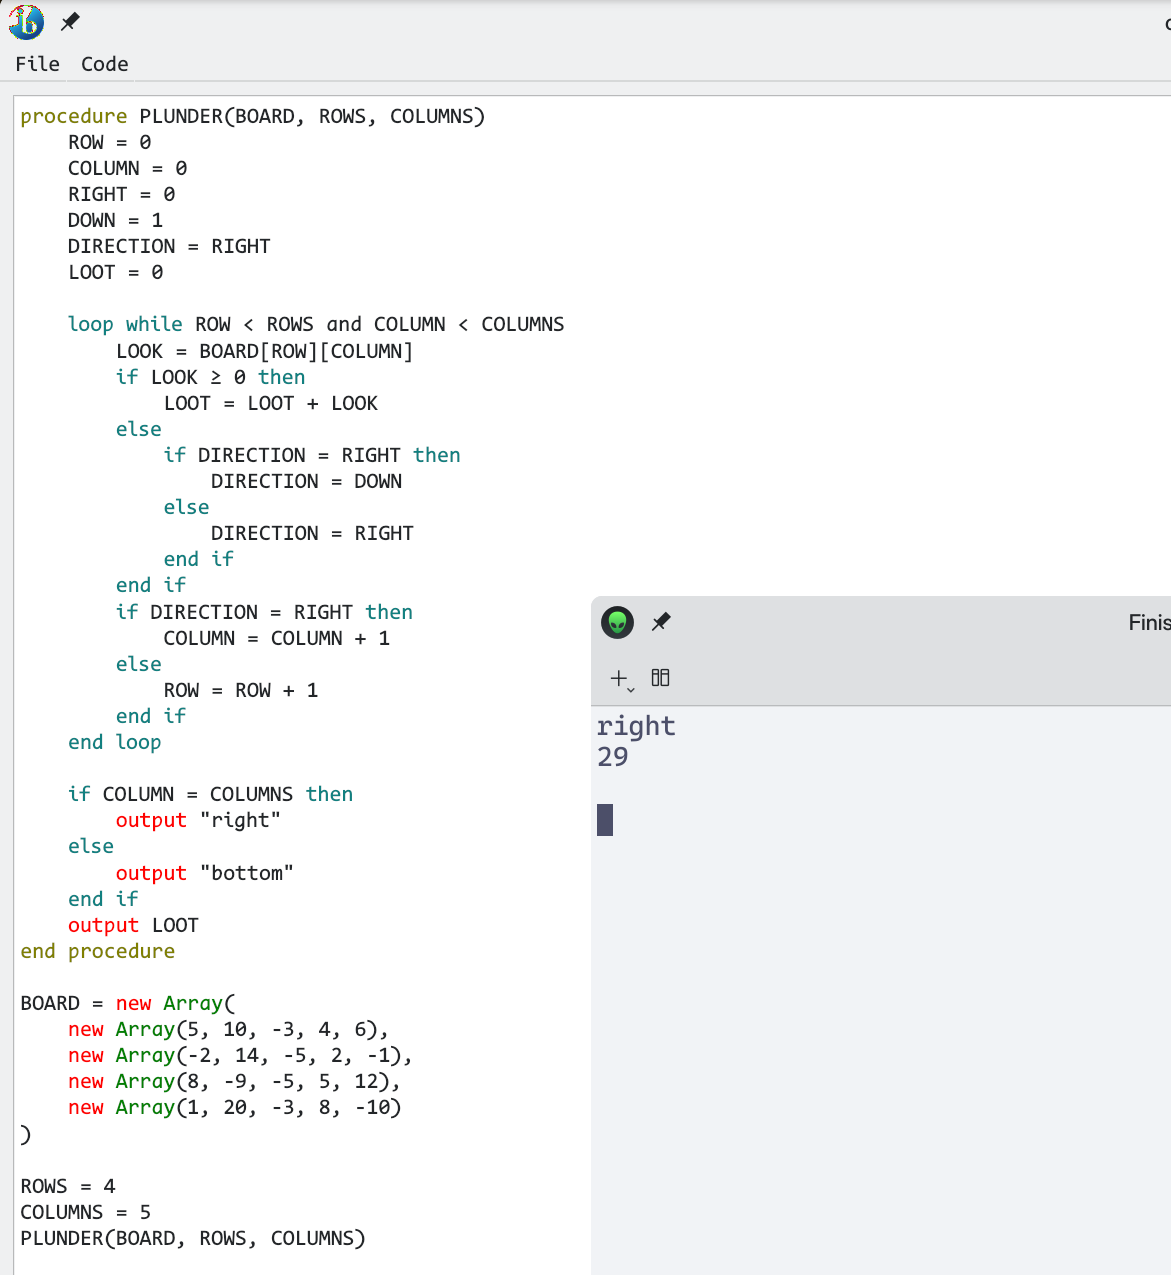 File Code
procedure PLUNDER(BOARD, ROWS, COLUMNS)
    ROW = 0
    COLUMN = 0
    RIGHT = 0
    DOWN = 1
    DIRECTION = RIGHT
    LOOT = 0

    loop while ROW < ROWS and COLUMN < COLUMNS
        LOOK = BOARD[ROW][COLUMN]
        if LOOK ≥ 0 then
            LOOT = LOOT + LOOK
        else
            if DIRECTION = RIGHT then
                DIRECTION = DOWN
            else
                DIRECTION = RIGHT
            end if
        end if
        if DIRECTION = RIGHT then
            COLUMN = COLUMN + 1
        else
            ROW = ROW + 1
        end if
    end loop

    if COLUMN = COLUMNS then
        output "right"
    else
        output "bottom"
    end if
    output LOOT
end procedure

BOARD = new Array(
    new Array(5, 10, -3, 4, 6),
    new Array(-2, 14, -5, 2, -1),
    new Array(8, -9, -5, 5, 12),
    new Array(1, 20, -3, 8, -10)
)

ROWS = 4
COLUMNS = 5
PLUNDER(BOARD, ROWS, COLUMNS)
Finis
right
29